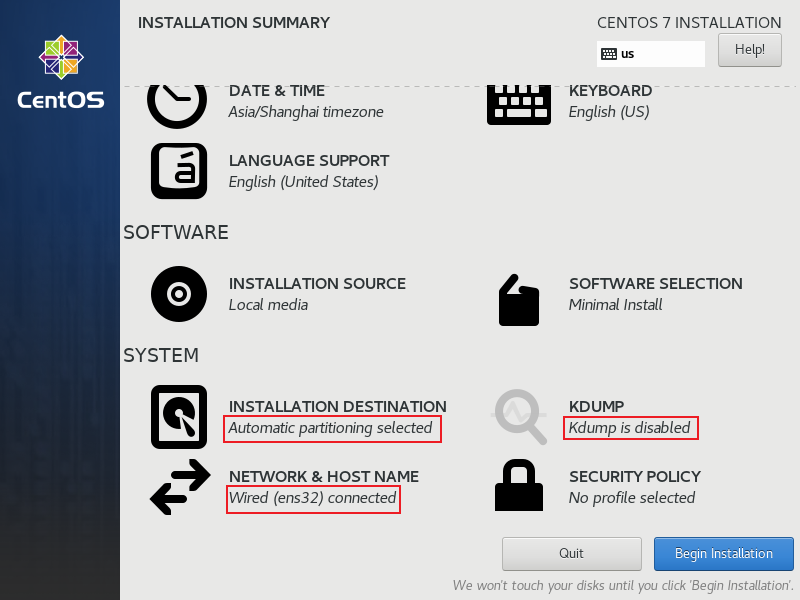 INSTALLATION SUMMARY
CENTOS 7 INSTALLATION
us
Help!
CentOS
DATE & TIME
Asia/Shanghai timezone
KEYBOARD
English (US)
á
LANGUAGE SUPPORT
English (United States)
SOFTWARE
INSTALLATION SOURCE
Local media
SOFTWARE SELECTION
Minimal Install
SYSTEM
INSTALLATION DESTINATION
Automatic partitioning selected
KDUMP
Kdump is disabled
NETWORK & HOST NAME
Wired (ens32) connected
SECURITY POLICY
No profile selected
Quit
Begin Installation
We won't touch your disks until you click 'Begin Installation'.